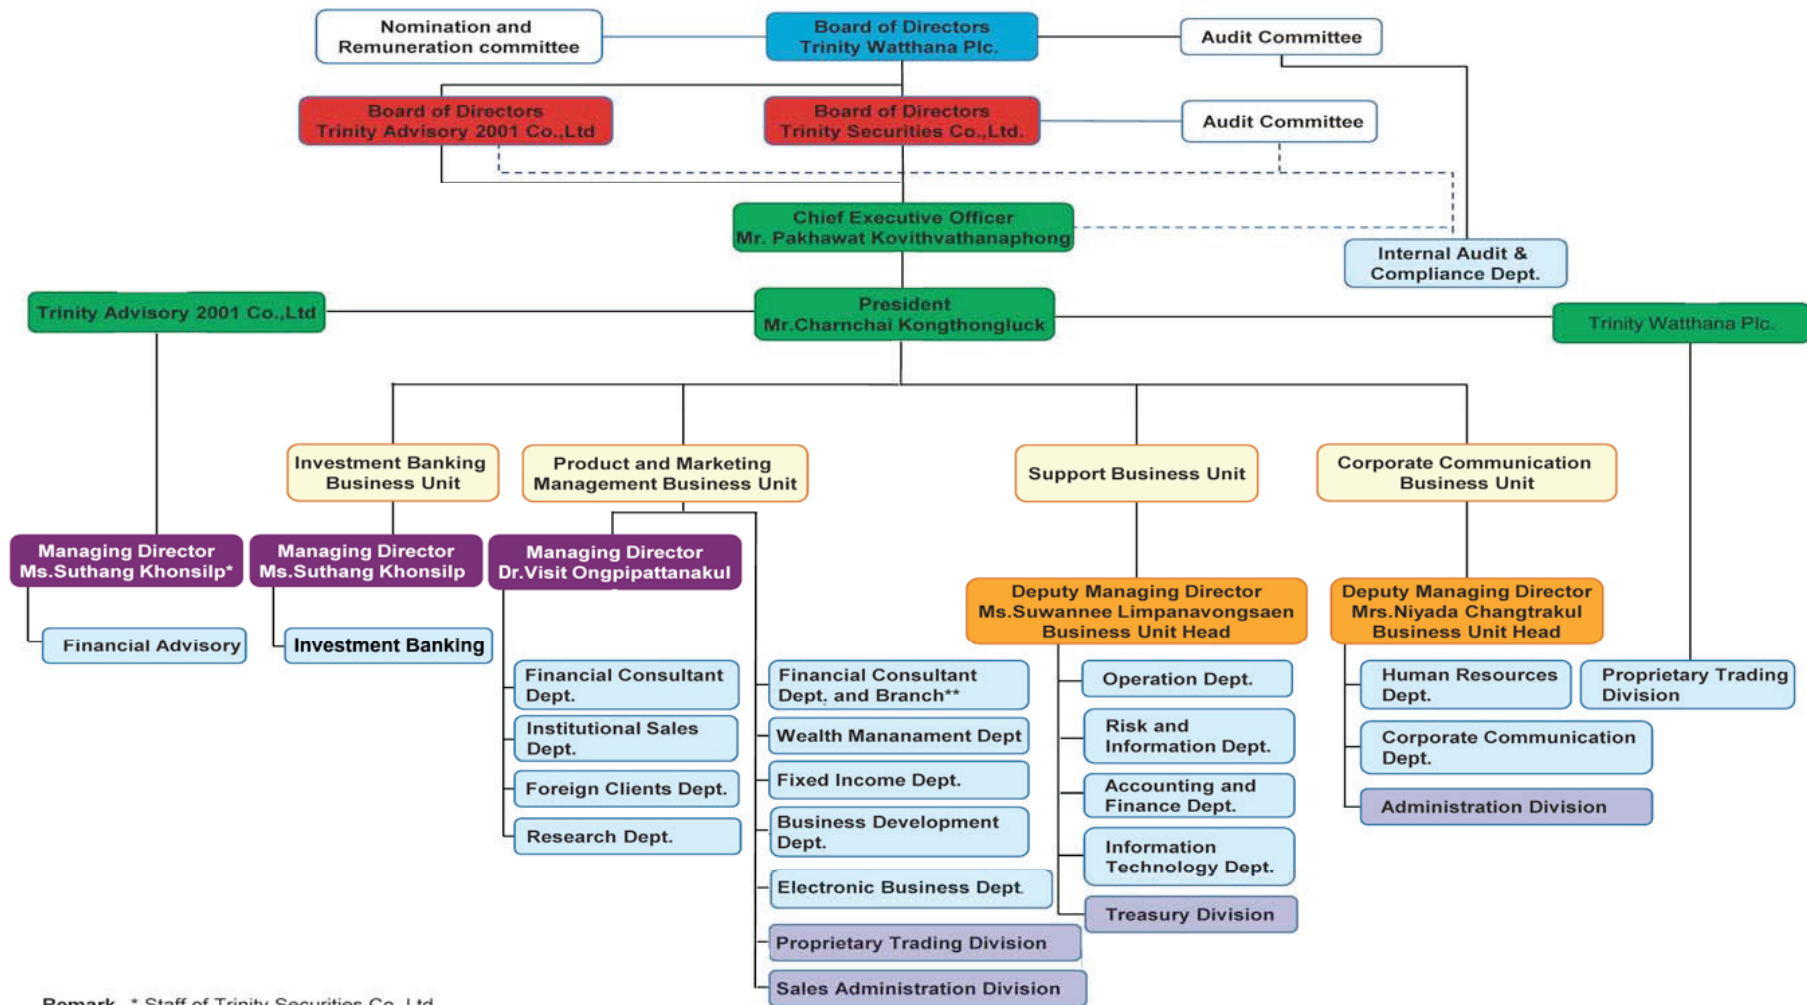 Nomination and
Remuneration committee
Board of Directors
Trinity Watthana Plc.
Audit Committee
Board of Directors
Trinity Advisory 2001 Co.,Ltd
Board of Directors
Trinity Securities Co.,Ltd.
Audit Committee
Chief Executive Officer
Mr. Pakhawat Kovithvathanaphong
Internal Audit &
Compliance Dept.
Trinity Advisory 2001 Co.,Ltd
President
Mr.Charnchai Kongthongluck
Trinity Watthana Plc.
Investment Banking
Business Unit
Product and Marketing
Management Business Unit
Support Business Unit
Corporate Communication
Business Unit
Managing Director
Ms.Suthang Khonsilp*
Managing Director
Ms.Suthang Khonsilp
Managing Director
Dr.Visit Ongpipattanakul
Deputy Managing Director
Ms.Suwannee Limpanavongsaen
Business Unit Head
Deputy Managing Director
Mrs.Niyada Changtrakul
Business Unit Head
Financial Advisory
Investment Banking
Financial Consultant
Dept.
Institutional Sales
Dept.
Foreign Clients Dept.
Research Dept.
Financial Consultant
Dept. and Branch**
Wealth Mananament Dept
Fixed Income Dept.
Business Development
Dept.
Electronic Business Dept.
Proprietary Trading Division
Sales Administration Division
Operation Dept.
Risk and
Information Dept.
Accounting and
Finance Dept.
Information
Technology Dept.
Treasury Division
Human Resources
Dept.
Corporate Communication
Dept.
Administration Division
Proprietary Trading
Division
Remark * Staff of Trinity Securities Co.,Ltd